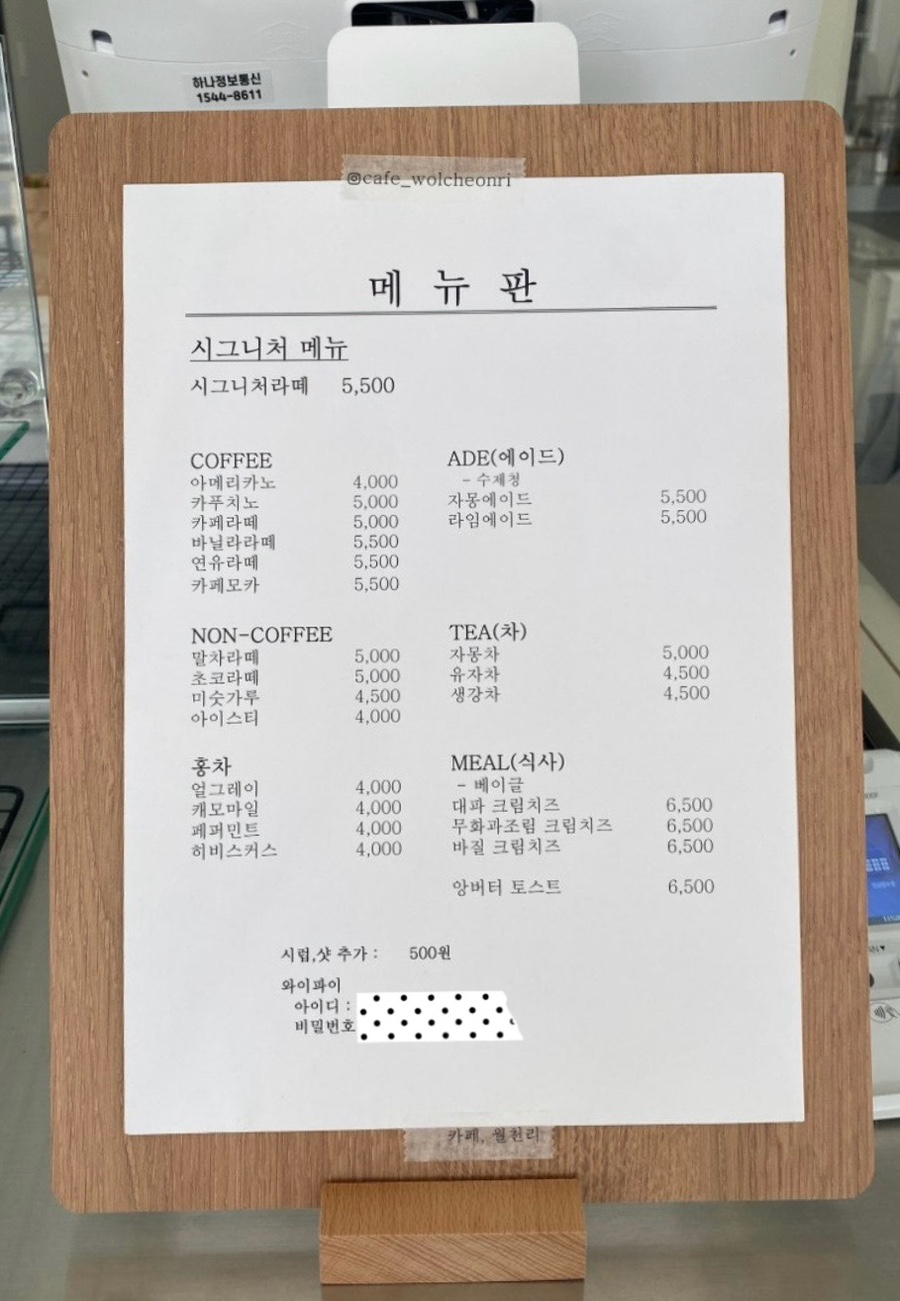 하나정보통신
1544-8611
@cafe_wolcheonri
메 뉴 판
시그니처 메뉴
시그니처라떼 5,500
COFFEE
아메리카노 4,000
카푸치노 5,000
카페라떼 5,000
바닐라라떼 5,500
연유라떼 5,500
카페모카 5,500
ADE(에이드)
- 수제청
자몽에이드 5,500
라임에이드 5,500
NON-COFFEE
말차라떼 5,000
초코라떼 5,000
미숫가루 4,500
아이스티 4,000
TEA(차)
자몽차 5,000
유자차 4,500
생강차 4,500
홍차
얼그레이 4,000
캐모마일 4,000
페퍼민트 4,000
히비스커스 4,000
MEAL(식사)
- 베이글
대파 크림치즈 6,500
무화과조림 크림치즈 6,500
바질 크림치즈 6,500
앙버터 토스트 6,500
시럽,샷 추가 : 500원
와이파이
아이디 :
비밀번호
카페, 월천리